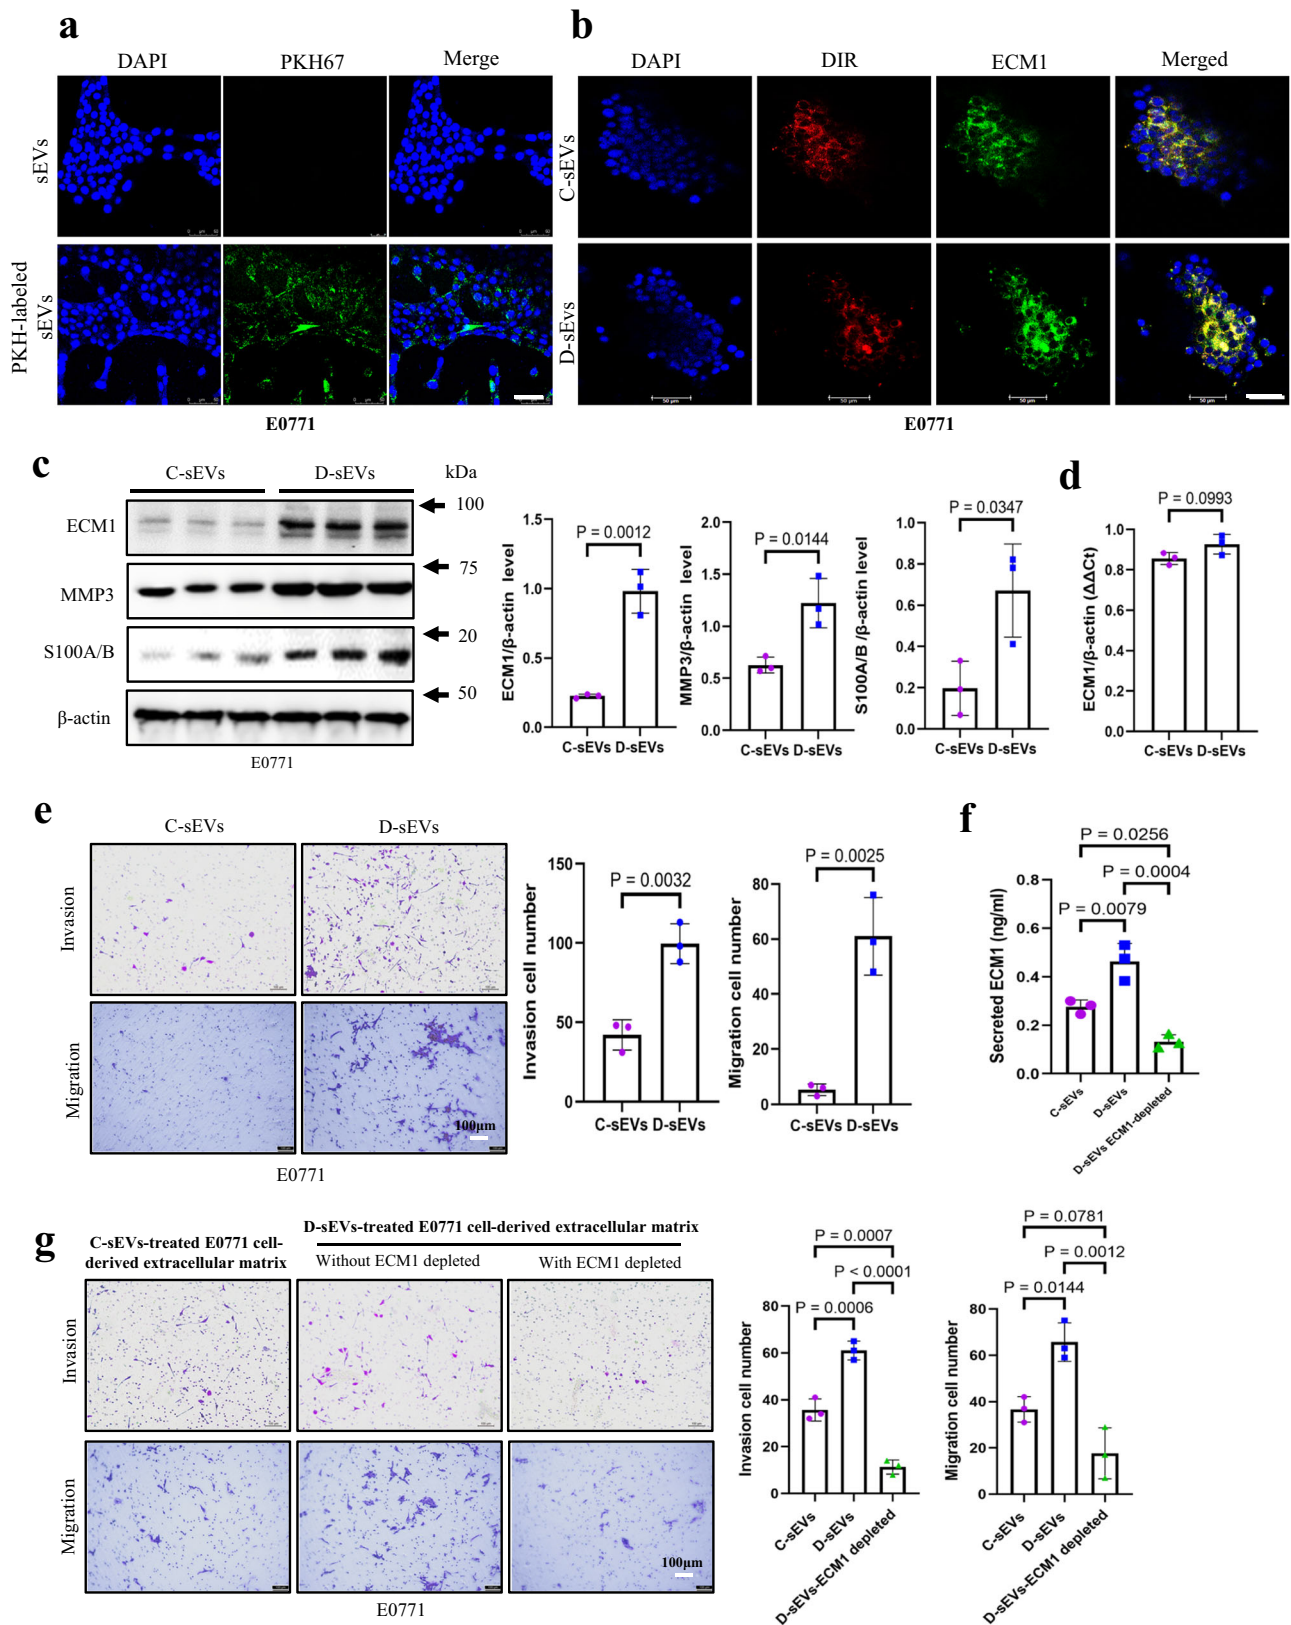 a
DAPI PKH67 Merge
sEVs
PKH-labeled sEVs
E0771
b
DAPI DIR ECM1 Merged
C-sEVs
D-sEvs
50 µm 50 µm 50 µm
E0771
c
C-sEVs D-sEVs kDa
ECM1 100
MMP3 75
S100A/B 20
β-actin 50
E0771
ECM1/β-actin level
1.5
1.0
0.5
0.0
P = 0.0012
C-sEVs D-sEVs
MMP3/β-actin level
2.0
1.5
1.0
0.5
0.0
P = 0.0144
C-sEVs D-sEVs
S100A/B /β-actin level
1.0
0.8
0.6
0.4
0.2
0.0
P = 0.0347
C-sEVs D-sEVs
d
ECM1/β-actin (ΔΔCt)
1.0
0.8
0.6
0.4
0.2
0.0
P = 0.0993
C-sEVs D-sEVs
e
C-sEVs D-sEVs
Invasion
Migration
100µm
E0771
Invasion cell number
150
100
50
0
P = 0.0032
C-sEVs D-sEVs
Migration cell number
80
60
40
20
0
P = 0.0025
C-sEVs D-sEVs
f
Secreted ECM1 (ng/ml)
0.8
0.6
0.4
0.2
0.0
P = 0.0256
P = 0.0004
P = 0.0079
C-sEVs
D-sEVs
D-sEVs ECM1-depleted
g
C-sEVs-treated E0771 cell-
derived extracellular matrix
D-sEVs-treated E0771 cell-derived extracellular matrix
Without ECM1 depleted With ECM1 depleted
Invasion
Migration
100µm
E0771
Invasion cell number
80
60
40
20
0
P = 0.0007
P < 0.0001
P = 0.0006
C-sEVs
D-sEVs
D-sEVs-ECM1 depleted
Migration cell number
80
60
40
20
0
P = 0.0781
P = 0.0012
P = 0.0144
C-sEVs
D-sEVs
D-sEVs-ECM1 depleted